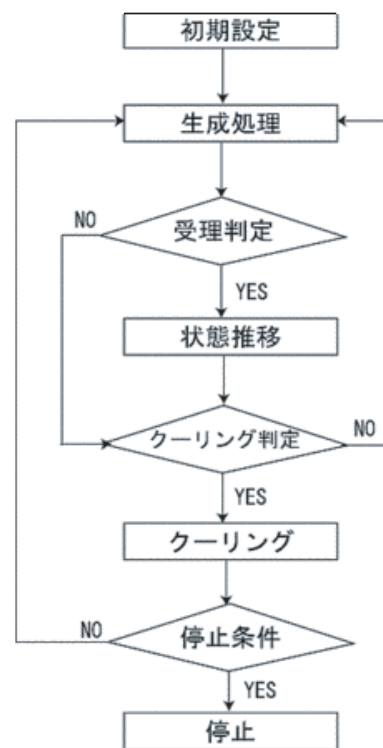 初期設定
生成処理
NO
受理判定
YES
状態推移
クーリング判定
NO
YES
クーリング
NO
停止条件
YES
停止